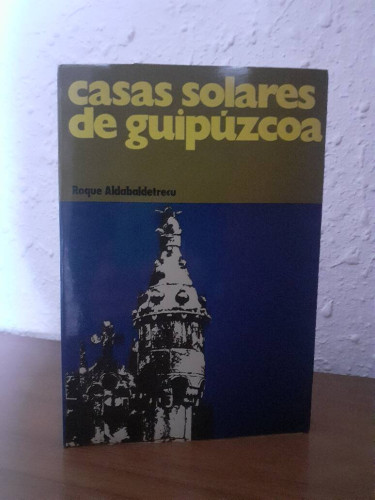 casas solares
de guipúzcoa
Roque Aldabaldetrecu